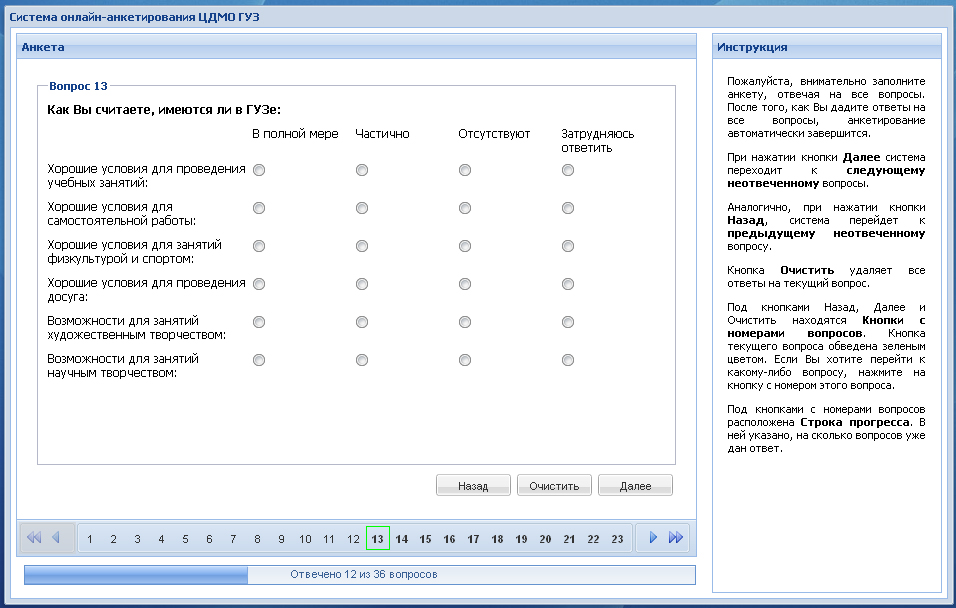 Система онлайн-анкетирования ЦДМО ГУЗ
Анкета
Вопрос 13
Как Вы считаете, имеются ли в ГУЗе:
В полной мере Частично Отсутствуют Затрудняюсь
ответить
Хорошие условия для проведения
учебных занятий:
Хорошие условия для
самостоятельной работы:
Хорошие условия для занятий
физкультурой и спортом:
Хорошие условия для проведения
досуга:
Возможности для занятий
художественным творчеством:
Возможности для занятий
научным творчеством:
Назад Очистить Далее
1 2 3 4 5 6 7 8 9 10 11 12 13 14 15 16 17 18 19 20 21 22 23
Отвечено 12 из 36 вопросов
Инструкция
Пожалуйста, внимательно заполните
анкету, отвечая на все вопросы.
После того, как Вы дадите ответы на
все вопросы, анкетирование
автоматически завершится.
При нажатии кнопки Далее система
переходит к следующему
неотвеченному вопросы.
Аналогично, при нажатии кнопки
Назад, система перейдет к
предыдущему неотвеченному
вопросу.
Кнопка Очистить удаляет все
ответы на текущий вопрос.
Под кнопками Назад, Далее и
Очистить находятся Кнопки с
номерами вопросов. Кнопка
текущего вопроса обведена зеленым
цветом. Если Вы хотите перейти к
какому-либо вопросу, нажмите на
кнопку с номером этого вопроса.
Под кнопками с номерами вопросов
расположена Строка прогресса. В
ней указано, на сколько вопросов уже
дан ответ.